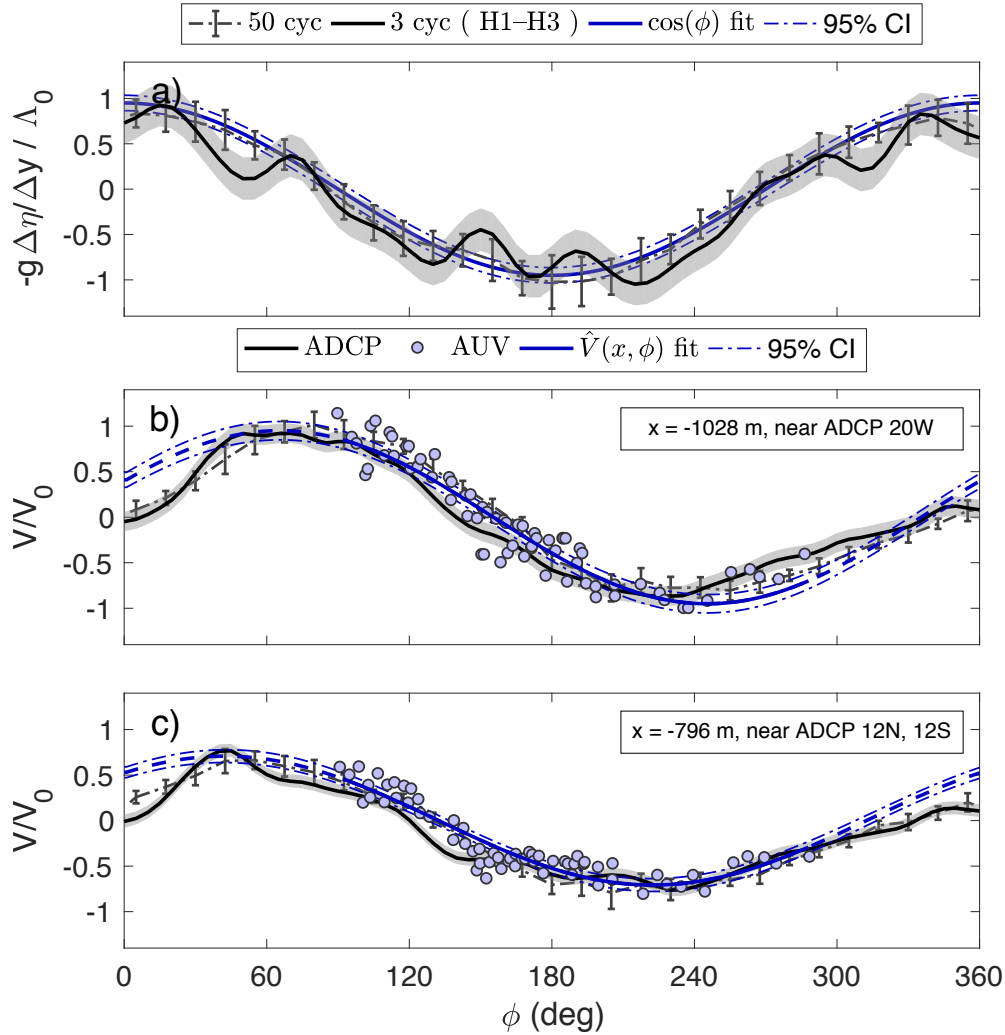 50 cyc 3 cyc ( H1–H3 ) cos(ϕ) fit 95% CI
a)
1
0.5
0
-0.5
-1
-g Δη/Δy / Λ0
ADCP AUV V̂(x, ϕ) fit 95% CI
b)
x = -1028 m, near ADCP 20W
1
0.5
0
-0.5
-1
V/V0
c)
x = -796 m, near ADCP 12N, 12S
1
0.5
0
-0.5
-1
V/V0
0 60 120 180 240 300 360
ϕ (deg)